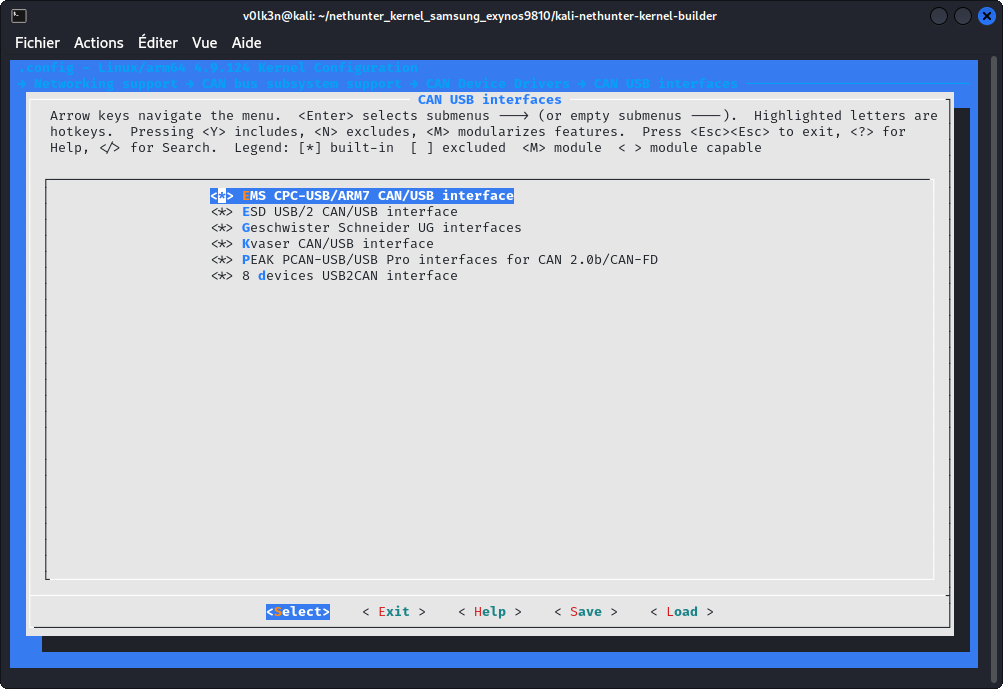 v0lk3n@kali: ~/nethunter_kernel_samsung_exynos9810/kali-nethunter-kernel-builder
Fichier Actions Éditer Vue Aide
.config - Linux/arm64 4.9.124 Kernel Configuration
→ Networking support → CAN bus subsystem support → CAN Device Drivers → CAN USB interfaces
CAN USB interfaces
Arrow keys navigate the menu. <Enter> selects submenus ---> (or empty submenus ----). Highlighted letters are
hotkeys. Pressing <Y> includes, <N> excludes, <M> modularizes features. Press <Esc><Esc> to exit, <?> for
Help, </> for Search. Legend: [*] built-in [ ] excluded <M> module < > module capable
<*> EMS CPC-USB/ARM7 CAN/USB interface
<*> ESD USB/2 CAN/USB interface
<*> Geschwister Schneider UG interfaces
<*> Kvaser CAN/USB interface
<*> PEAK PCAN-USB/USB Pro interfaces for CAN 2.0b/CAN-FD
<*> 8 devices USB2CAN interface
<Select> < Exit > < Help > < Save > < Load >